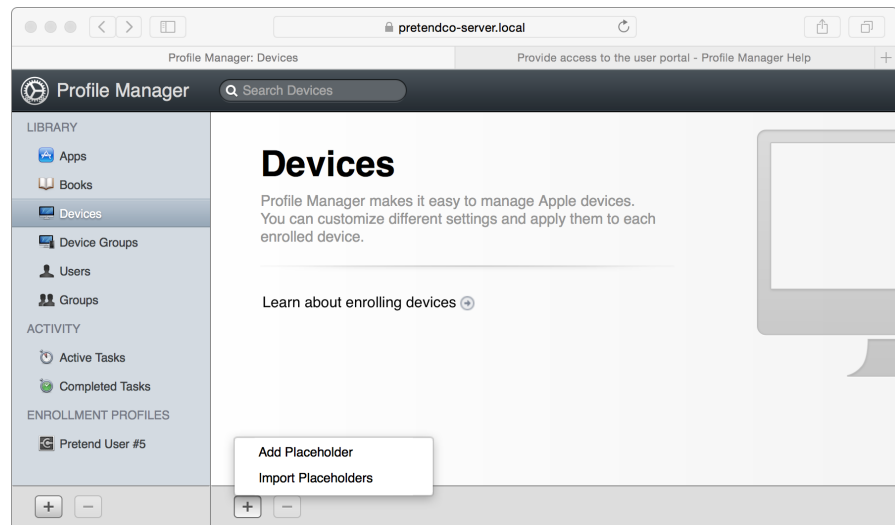 pretendco-server.local
Profile Manager: Devices
Provide access to the user portal - Profile Manager Help
Profile Manager
Search Devices
LIBRARY
Apps
Books
Devices
Device Groups
Users
Groups
ACTIVITY
Active Tasks
Completed Tasks
ENROLLMENT PROFILES
Pretend User #5
Devices
Profile Manager makes it easy to manage Apple devices.
You can customize different settings and apply them to each
enrolled device.
Learn about enrolling devices
Add Placeholder
Import Placeholders